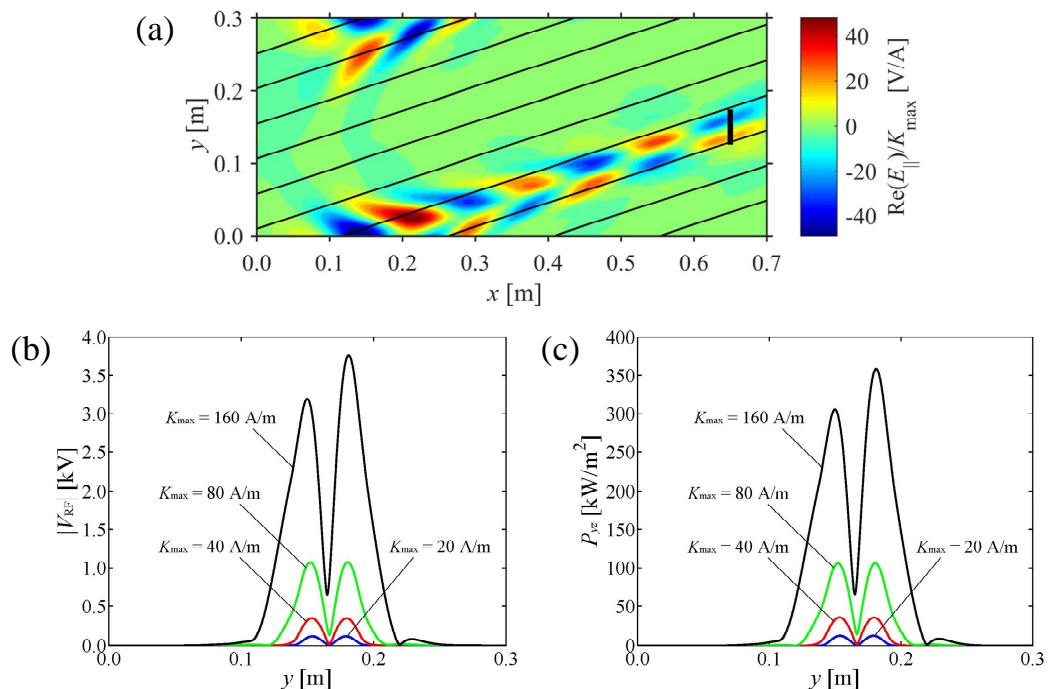 (a)
0.3
0.2
0.1
0.0
y [m]
0.0 0.1 0.2 0.3 0.4 0.5 0.6 0.7
x [m]
40
20
0
-20
-40
Re(E||)/Kmax [V/A]
(b)
4.0
3.5
3.0
2.5
2.0
1.5
1.0
0.5
0.0
|VRF| [kV]
Kmax = 160 A/m
Kmax = 80 A/m
Kmax = 40 A/m
Kmax = 20 A/m
0.0 0.1 0.2 0.3
y [m]
(c)
400
350
300
250
200
150
100
50
0
Pyz [kW/m2]
Kmax = 160 A/m
Kmax = 80 A/m
Kmax = 40 A/m
Kmax = 20 A/m
0.0 0.1 0.2 0.3
y [m]